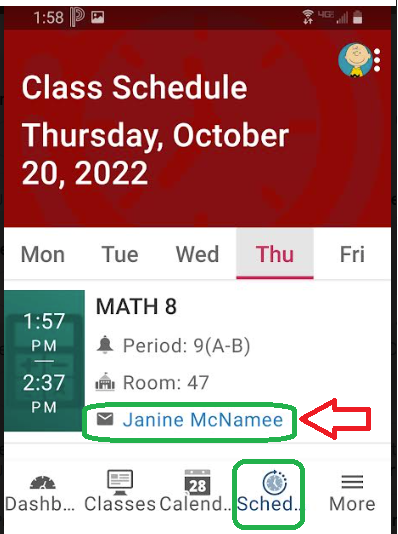 1:58
Class Schedule
Thursday, October
20, 2022
Mon Tue Wed Thu Fri
1:57
PM
2:37
PM
MATH 8
Period: 9(A-B)
Room: 47
Janine McNamee
28
Dashb... Classes Calend.. Sched.. More